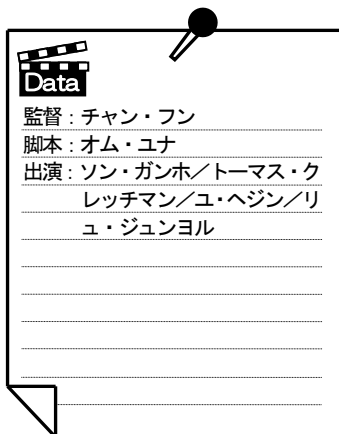 Data
監督：チャン・フン
脚本：オム・ユナ
出演：ソン・ガンホ／トーマス・ク
レッチマン／ユ・ヘジン／リ
ュ・ジュンヨル